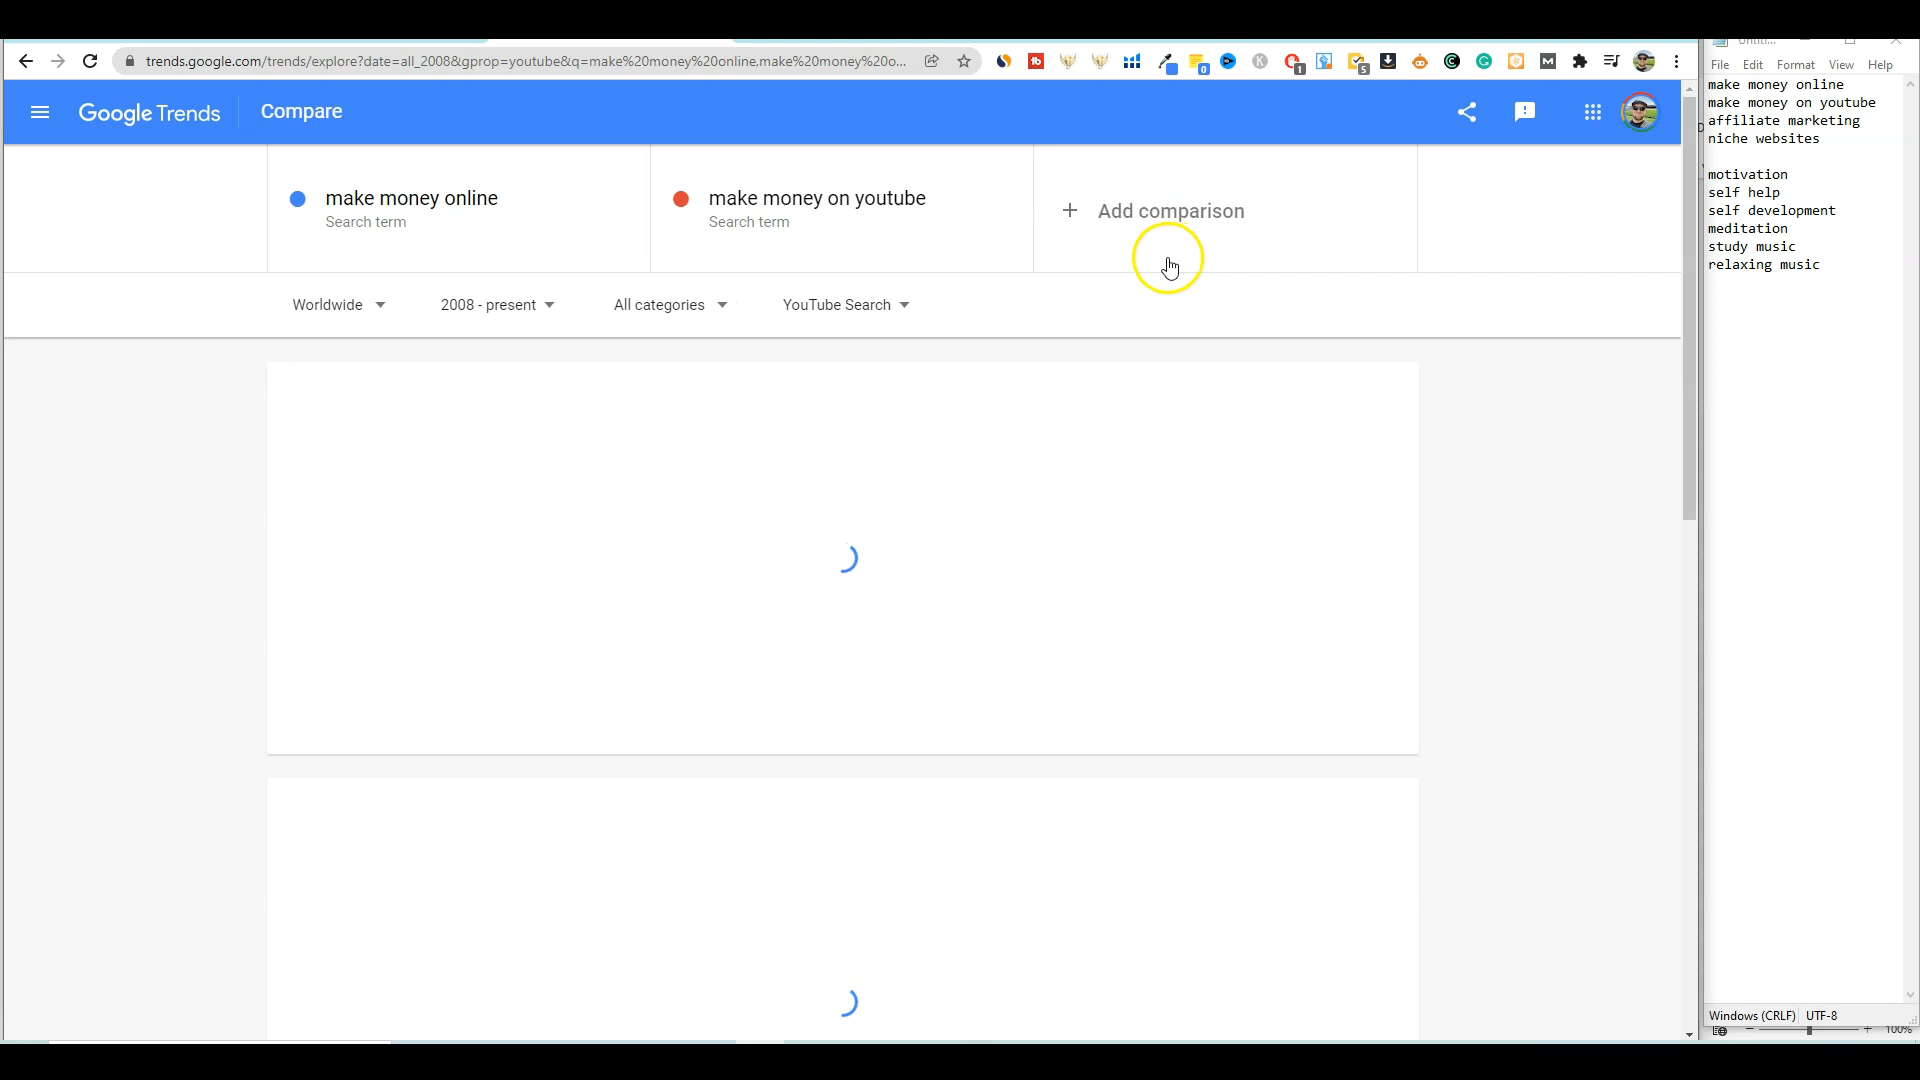 trends.google.com/trends/explore?date=all_2008&gprop=youtube&q=make%20money%20online,make%20money%20o...
Google Trends
Compare
make money online
Search term
make money on youtube
Search term
+ Add comparison
Worldwide
2008 - present
All categories
YouTube Search
File Edit Format View Help
make money online
make money on youtube
affiliate marketing
niche websites
motivation
self help
self development
meditation
study music
relaxing music
Windows (CRLF) UTF-8
100%